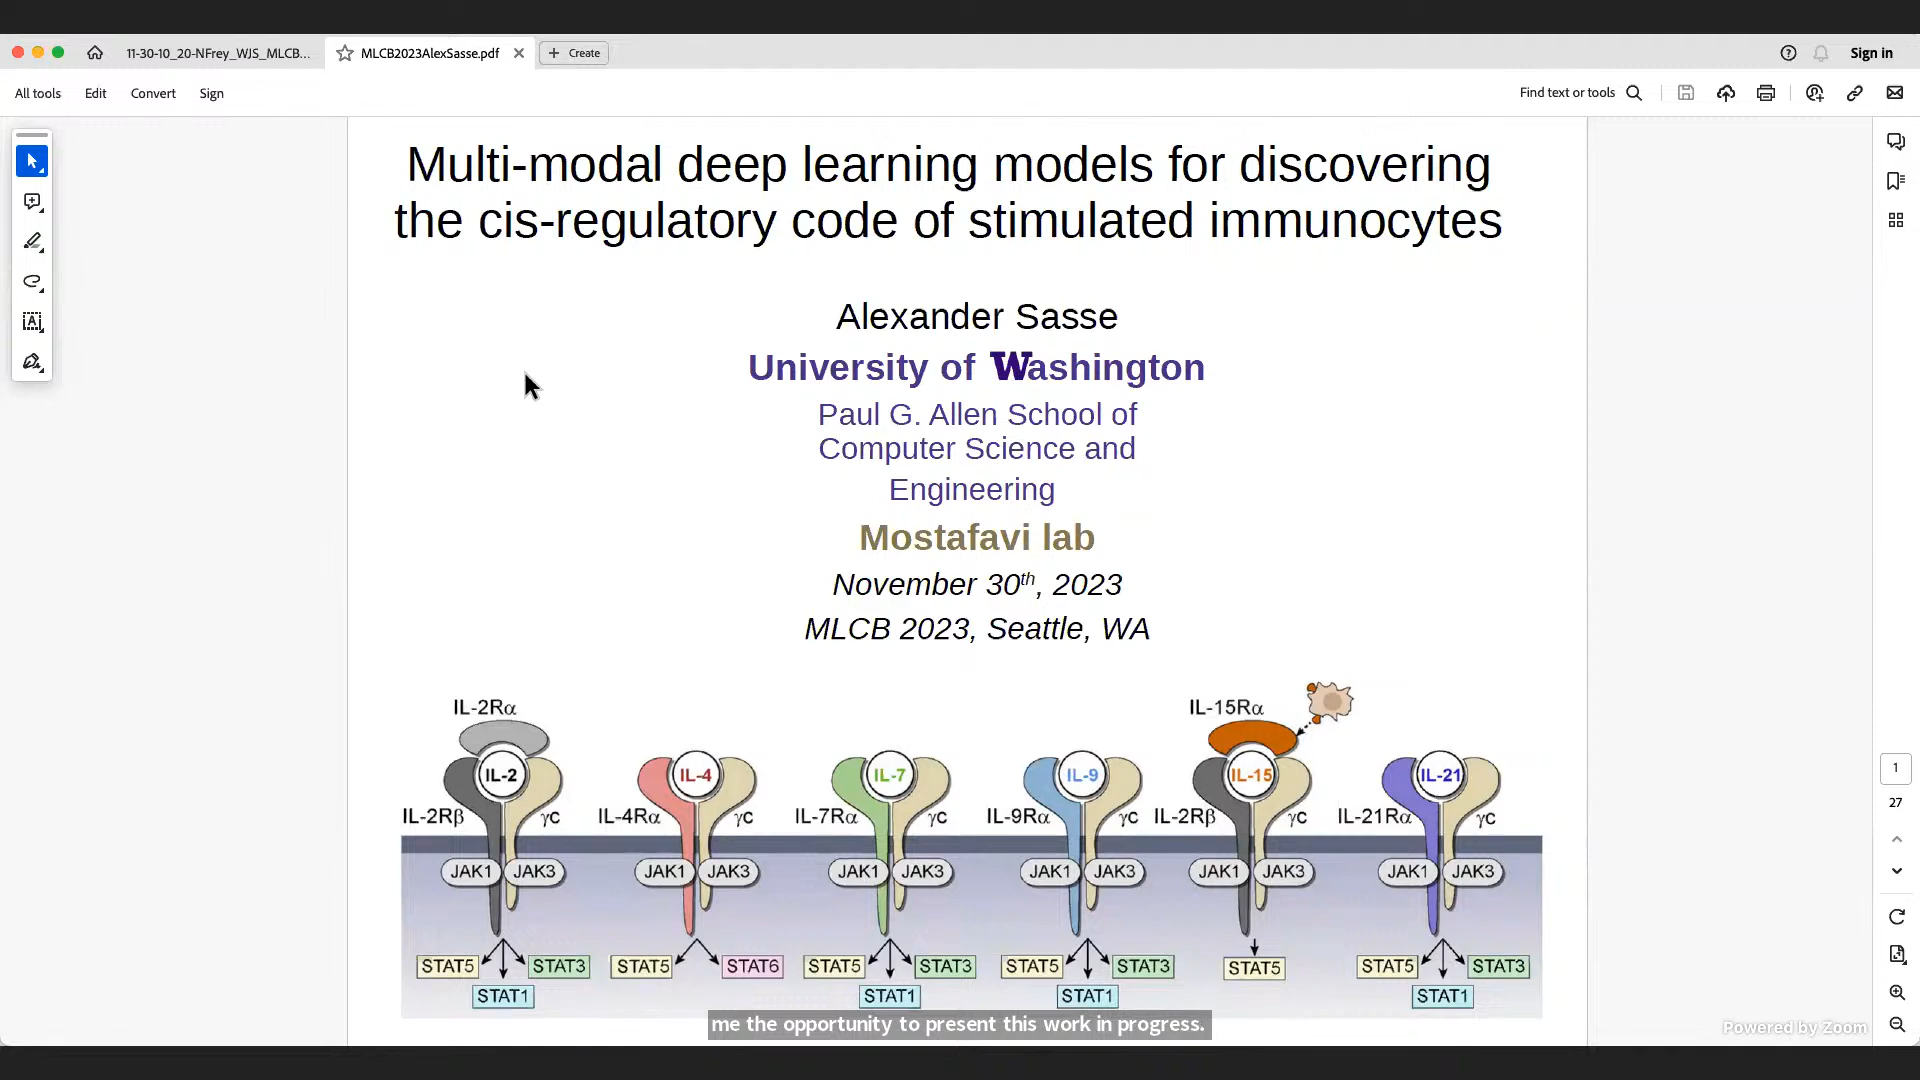 11-30-10_20-NFrey_WJS_MLCB...
MLCB2023AlexSasse.pdf
Create
Sign in
All tools
Edit
Convert
Sign
Find text or tools
Multi-modal deep learning models for discovering
the cis-regulatory code of stimulated immunocytes
Alexander Sasse
University of Washington
Paul G. Allen School of
Computer Science and
Engineering
Mostafavi lab
November 30th, 2023
MLCB 2023, Seattle, WA
IL-2Rα IL-15Rα
IL-2 IL-4 IL-7 IL-9 IL-15 IL-21
IL-2Rβ γc IL-4Rα γc IL-7Rα γc IL-9Rα γc IL-2Rβ γc IL-21Rα γc
JAK1 JAK3 JAK1 JAK3 JAK1 JAK3 JAK1 JAK3 JAK1 JAK3 JAK1 JAK3
STAT5 STAT3 STAT5 STAT6 STAT5 STAT3 STAT5 STAT3 STAT5 STAT5 STAT3
STAT1 STAT1 STAT1 STAT1
me the opportunity to present this work in progress.
1
27
Powered by Zoom